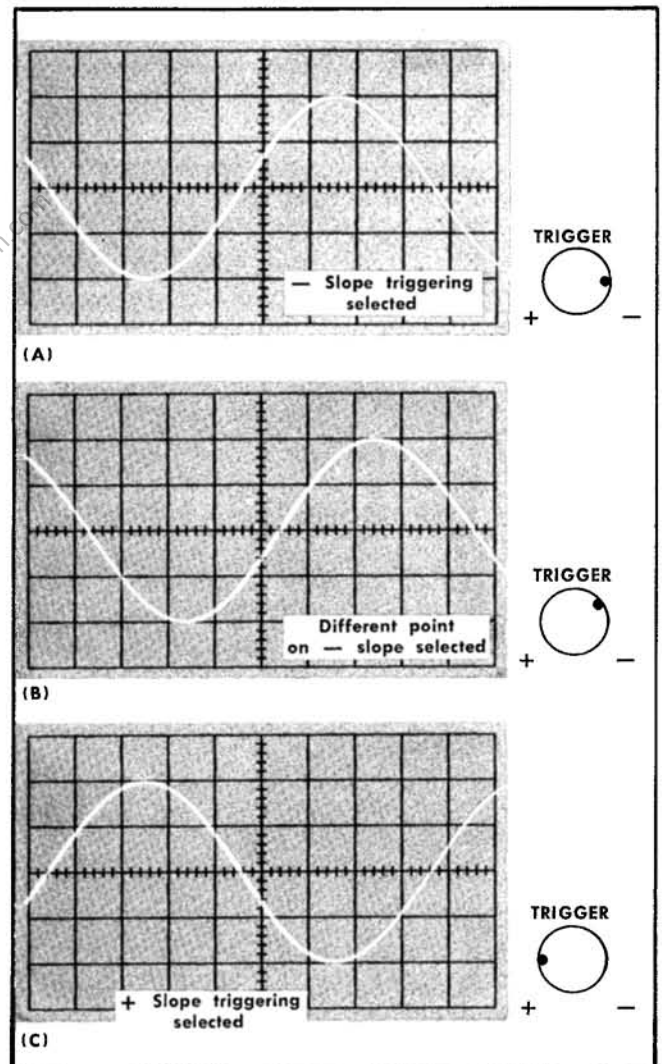 TRIGGER
— Slope triggering
selected
+ —
(A)
TRIGGER
Different point
on — slope selected
+ —
(B)
TRIGGER
+ Slope triggering
selected
+ —
(C)